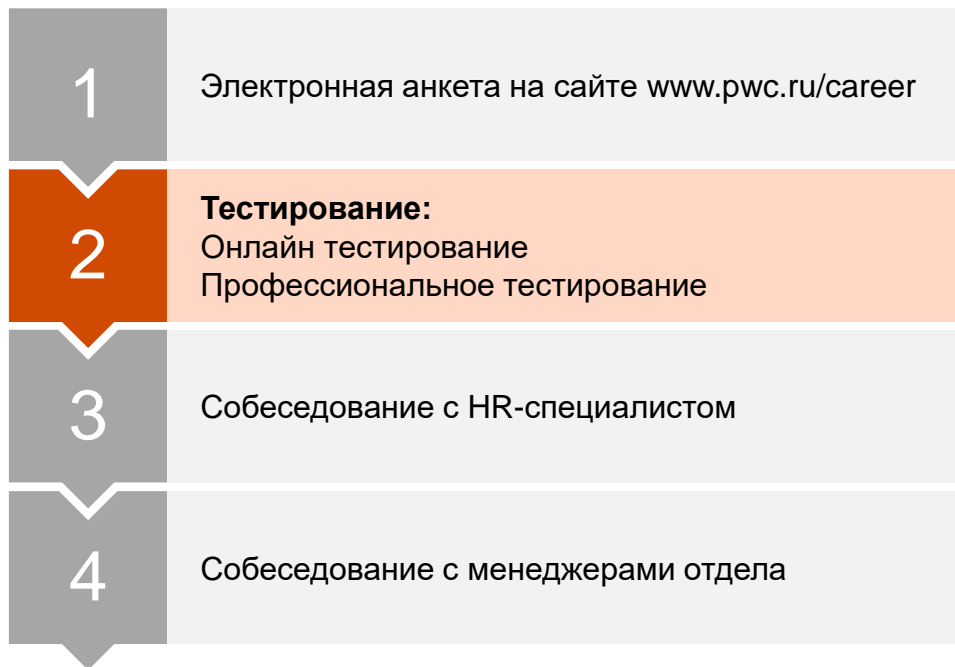 1
Электронная анкета на сайте www.pwc.ru/career
2
Тестирование:
Онлайн тестирование
Профессиональное тестирование
3
Собеседование с HR-специалистом
4
Собеседование с менеджерами отдела